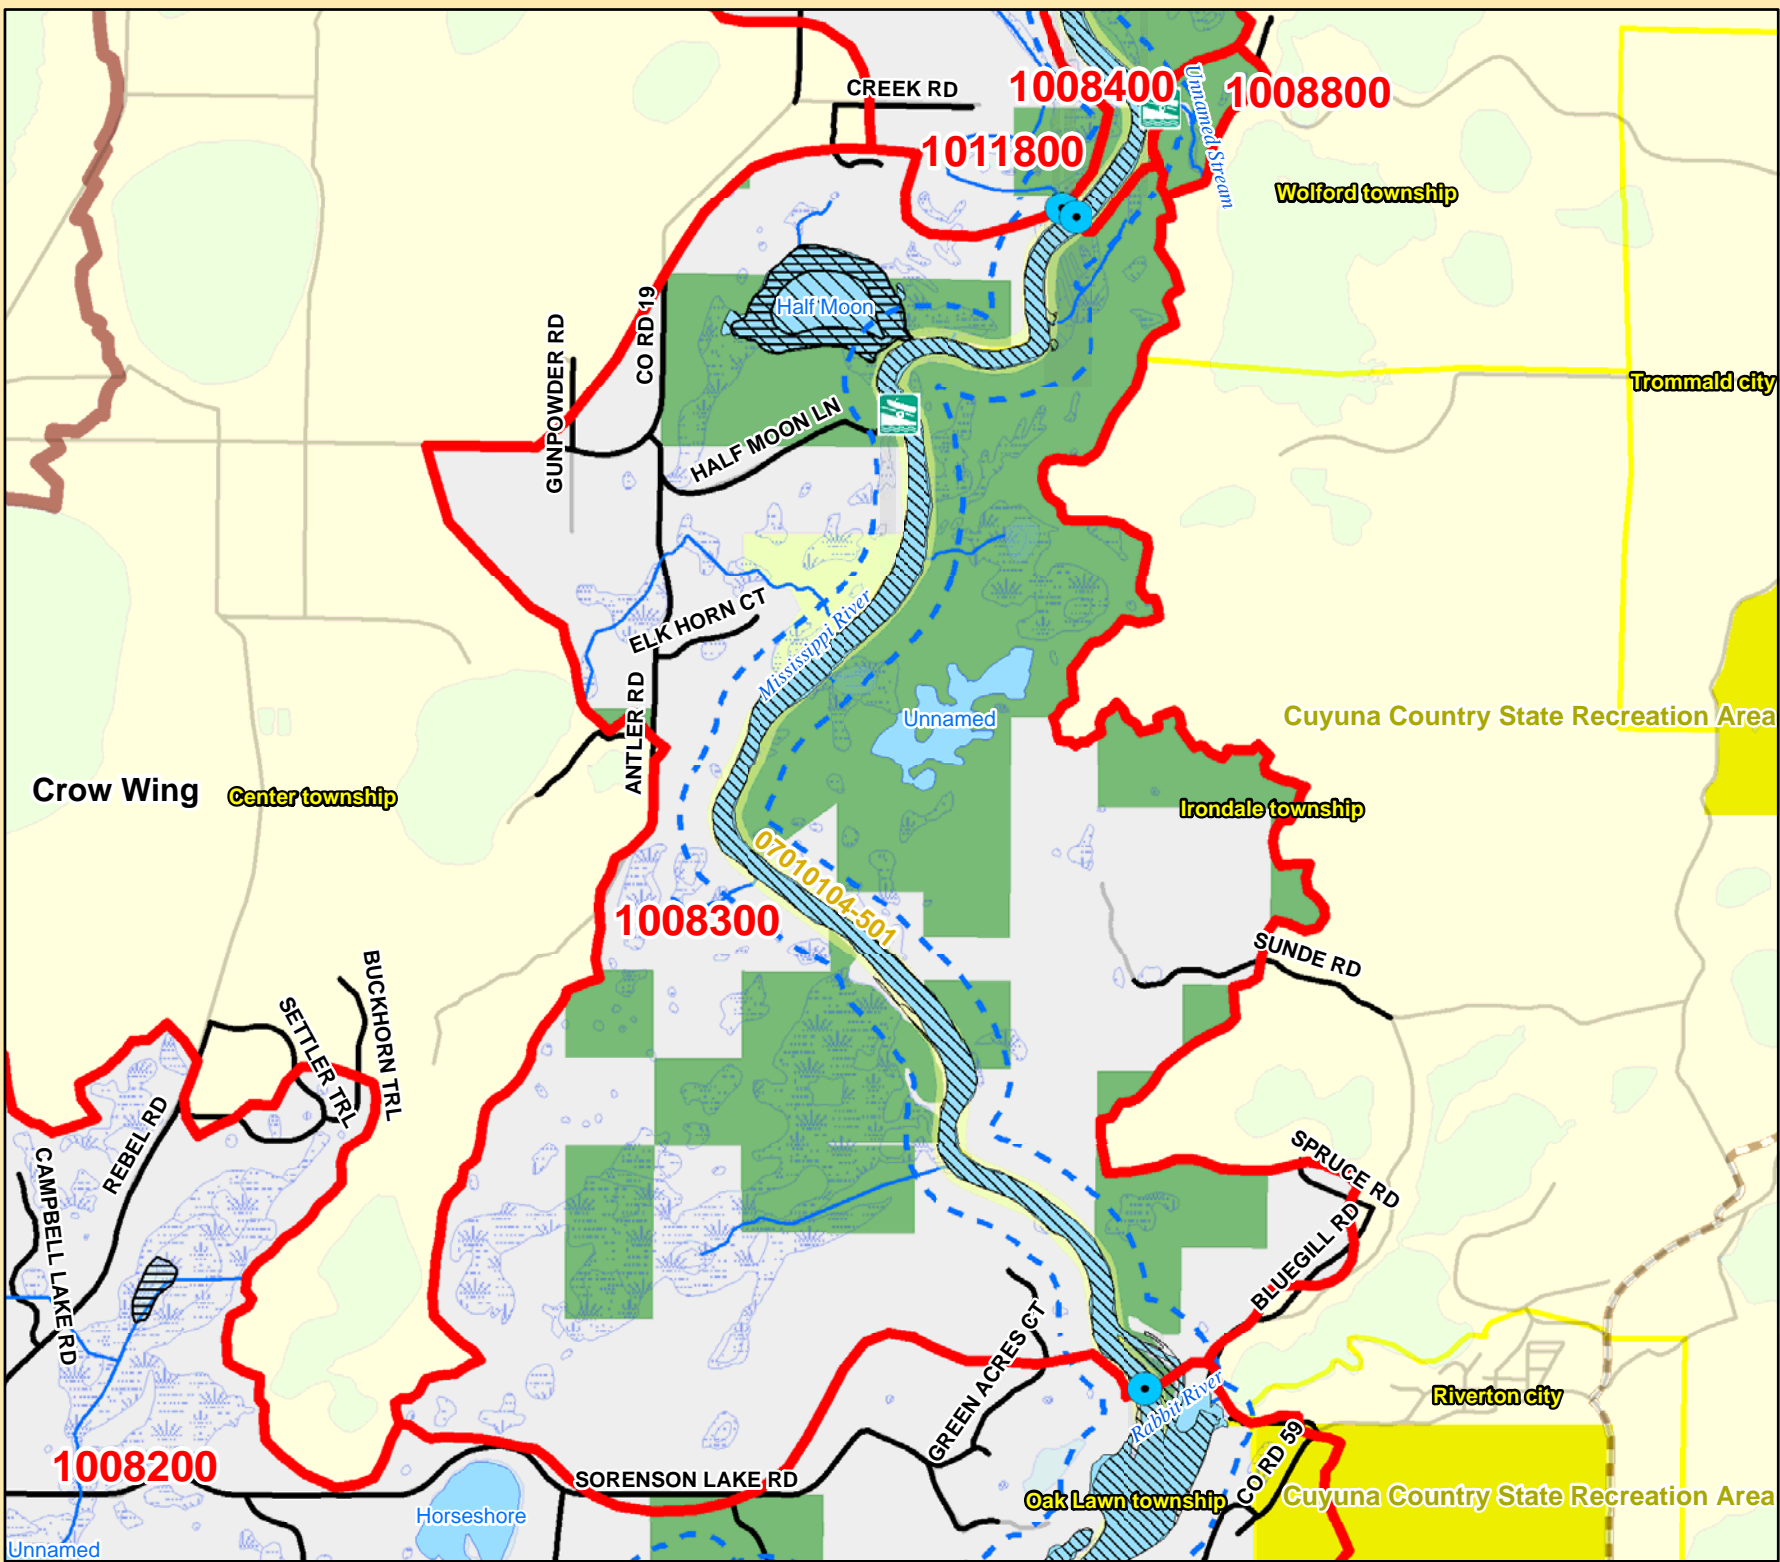 CREEK RD
1008400
1008800
1011800
Unnamed Stream
Wolford township
Half Moon
CO RD 19
GUNPOWDER RD
Trommald city
HALF MOON LN
ELK HORN CT
Mississippi River
ANTLER RD
Unnamed
Cuyuna Country State Recreation Area
Crow Wing
Center township
Irondale township
07010104-501
1008300
SUNDE RD
BUCKHORN TRL
SETTLER TRL
REBEL RD
CAMPBELL LAKE RD
SPRUCE RD
BLUEGILL RD
GREEN ACRES CT
Rabbit River
Riverton city
CO RD 59
1008200
SORENSON LAKE RD
Horseshore
Oak Lawn township
Cuyuna Country State Recreation Area
Unnamed